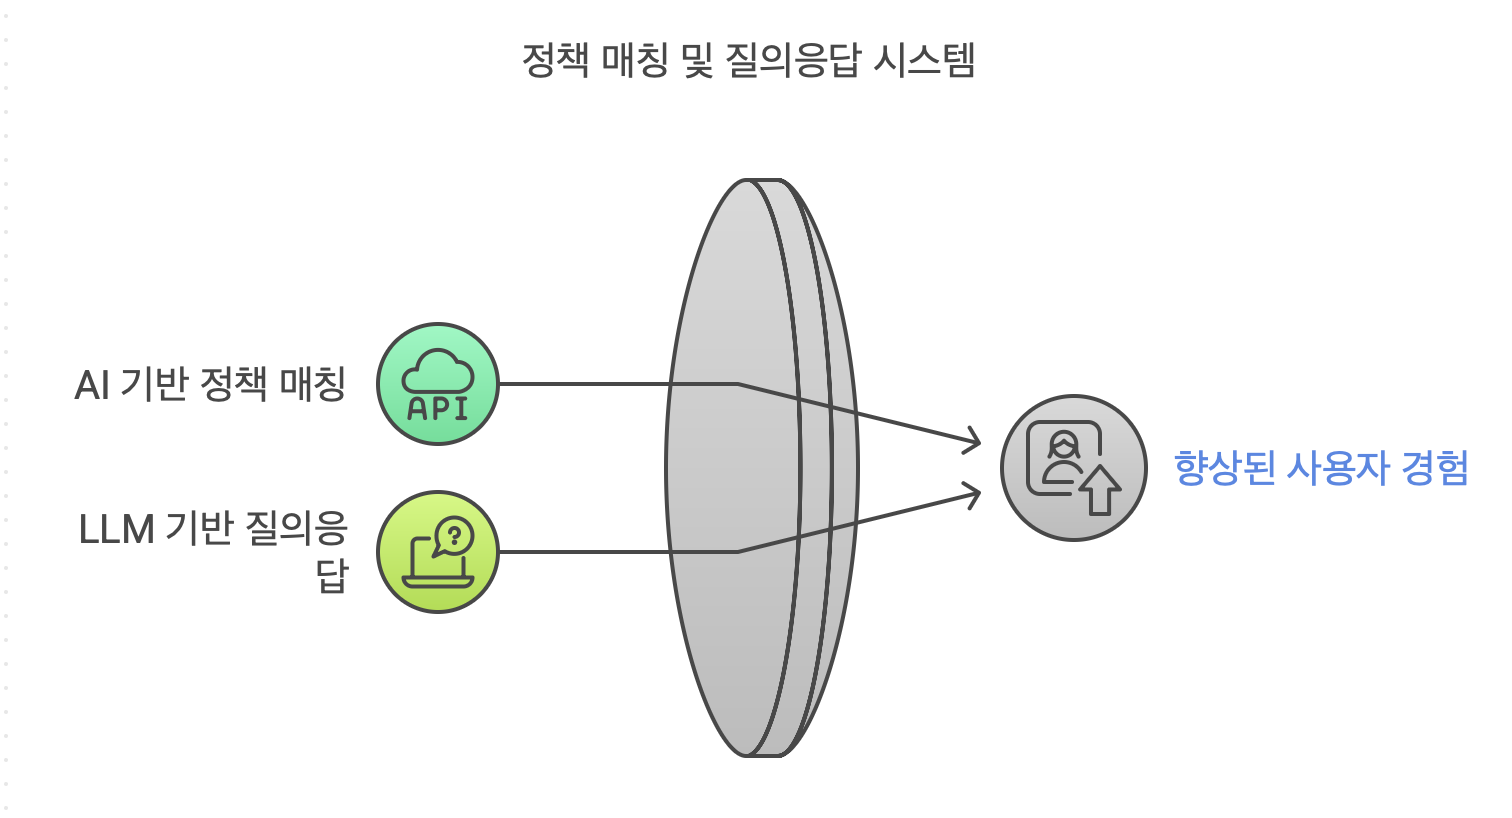 정책 매칭 및 질의응답 시스템
AI 기반 정책 매칭
API
LLM 기반 질의응
답
?
향상된 사용자 경험